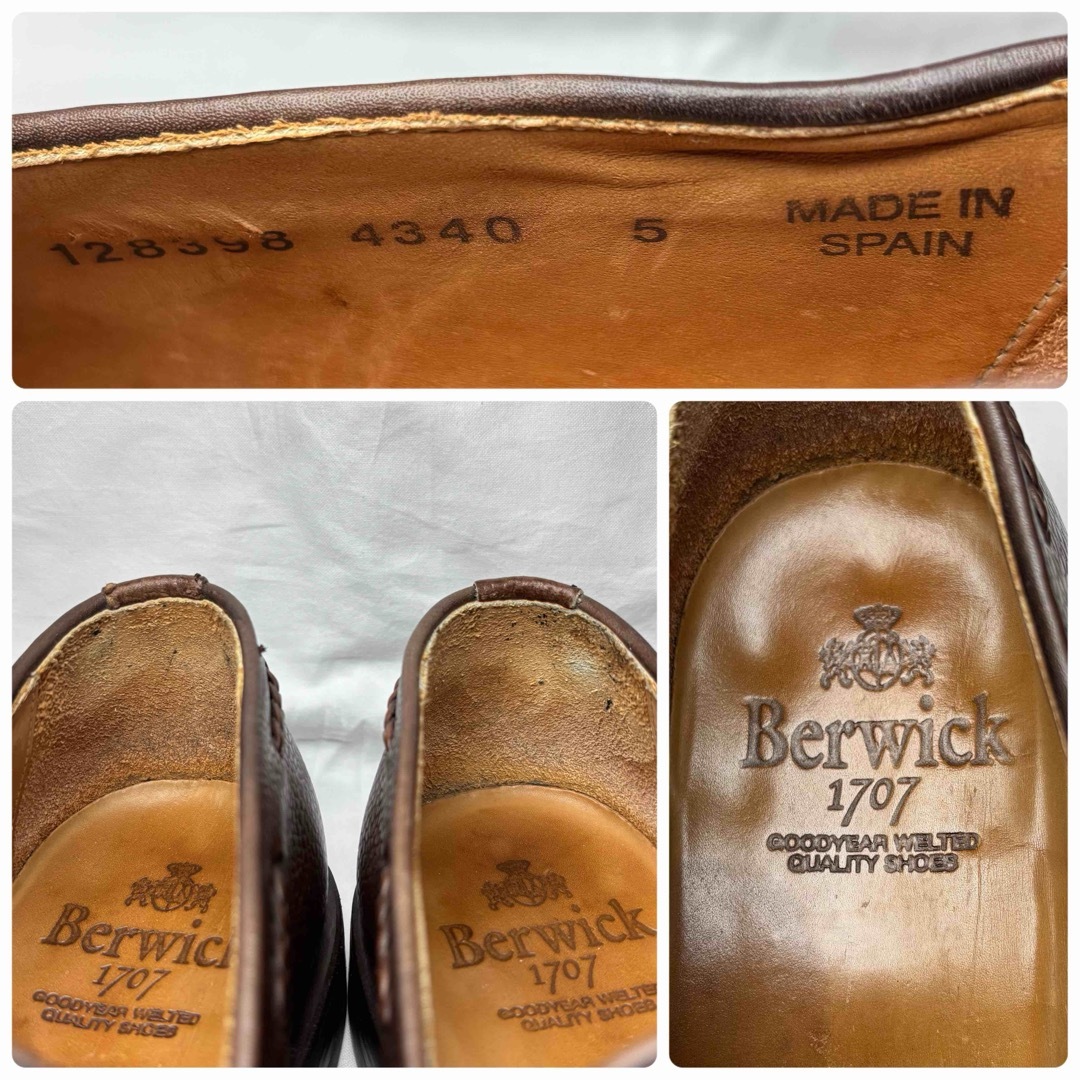 128398 4340 5 MADE IN
SPAIN
Berwick
1707
GOODYEAR WELTED
QUALITY SHOES
Berwick
1707
GOODYEAR WELTED
QUALITY SHOES
Berwick
1707
GOODYEAR WELTED
QUALITY SHOES